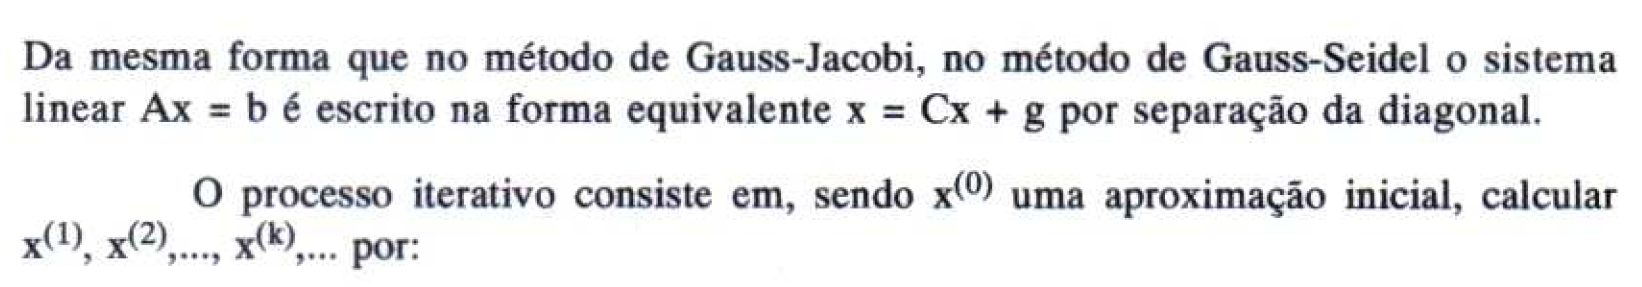 Da mesma forma que no método de Gauss-Jacobi, no método de Gauss-Seidel o sistema
linear Ax = b é escrito na forma equivalente x = Cx + g por separação da diagonal.
O processo iterativo consiste em, sendo x⁽⁰⁾ uma aproximação inicial, calcular
x⁽¹⁾, x⁽²⁾,..., x⁽ᵏ⁾,... por: